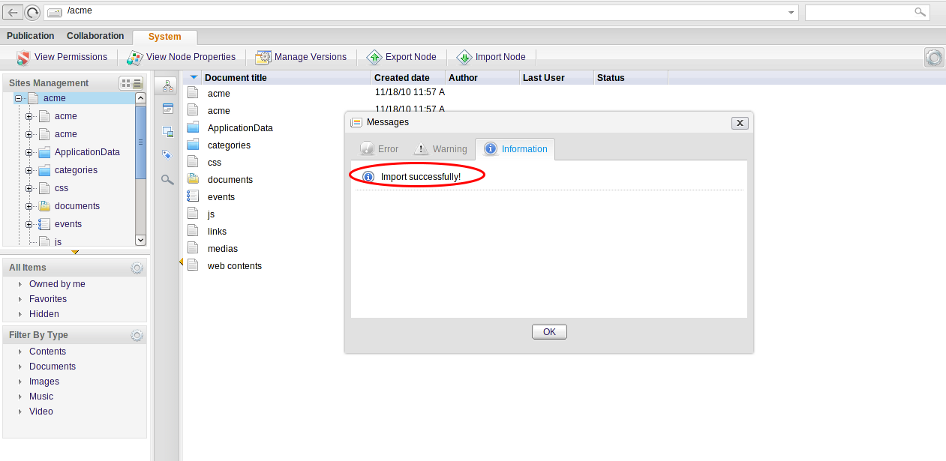 /acme
Publication Collaboration System
View Permissions View Node Properties Manage Versions Export Node Import Node
Sites Management
acme
acme
acme
ApplicationData
categories
css
documents
events
js
All Items
Owned by me
Favorites
Hidden
Filter By Type
Contents
Documents
Images
Music
Video
Document title Created date Author Last User Status
acme 11/18/10 11:57 A
acme 11/18/10 11:57 A
ApplicationData
categories
css
documents
events
js
links
medias
web contents
Messages
Error Warning Information
Import successfully!
OK